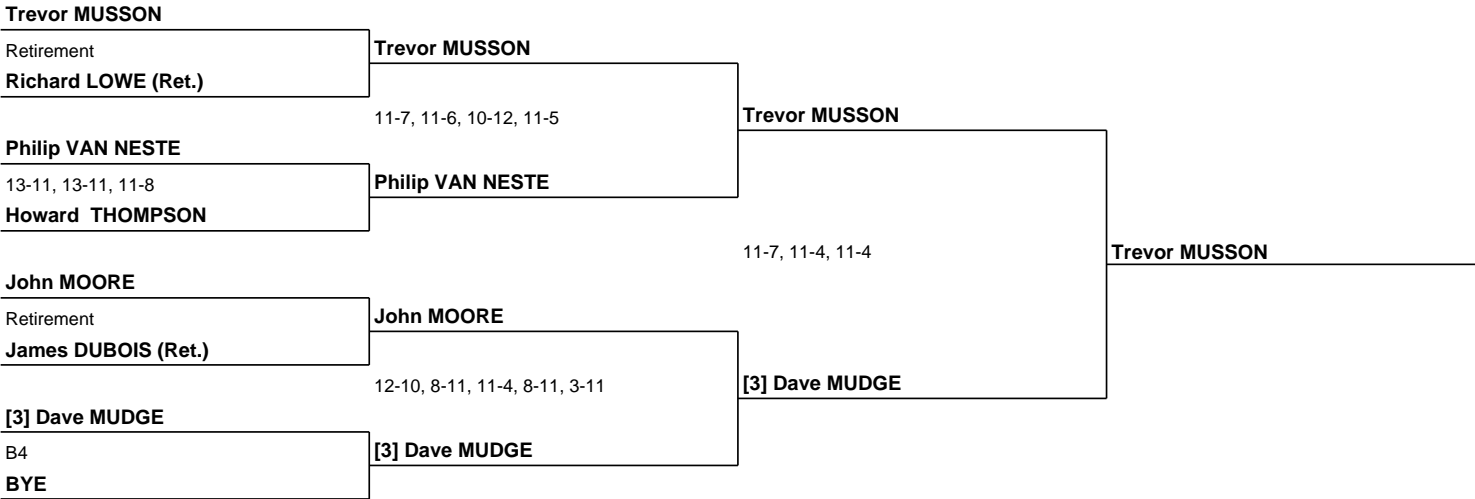 Trevor MUSSON
Retirement
Richard LOWE (Ret.)
Trevor MUSSON
11-7, 11-6, 10-12, 11-5
Trevor MUSSON
Philip VAN NESTE
13-11, 13-11, 11-8
Howard THOMPSON
Philip VAN NESTE
11-7, 11-4, 11-4
Trevor MUSSON
John MOORE
Retirement
James DUBOIS (Ret.)
John MOORE
12-10, 8-11, 11-4, 8-11, 3-11
[3] Dave MUDGE
[3] Dave MUDGE
B4
BYE
[3] Dave MUDGE